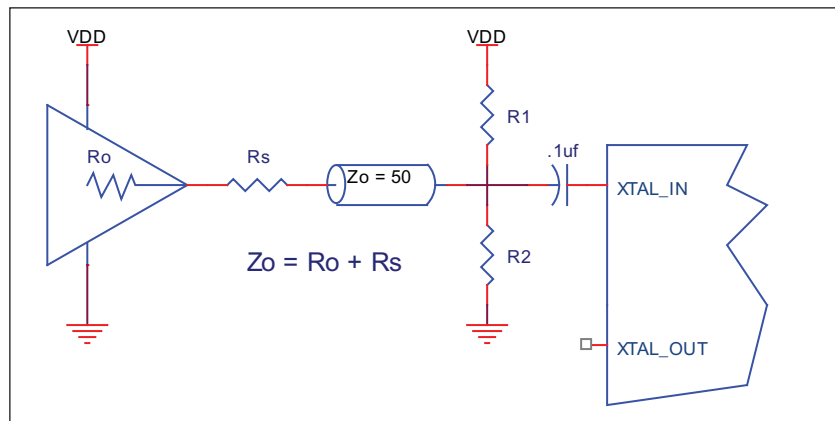 VDD
VDD
R1
Ro
Rs
Zo = 50
.1uf
XTAL_IN
R2
Zo = Ro + Rs
XTAL_OUT